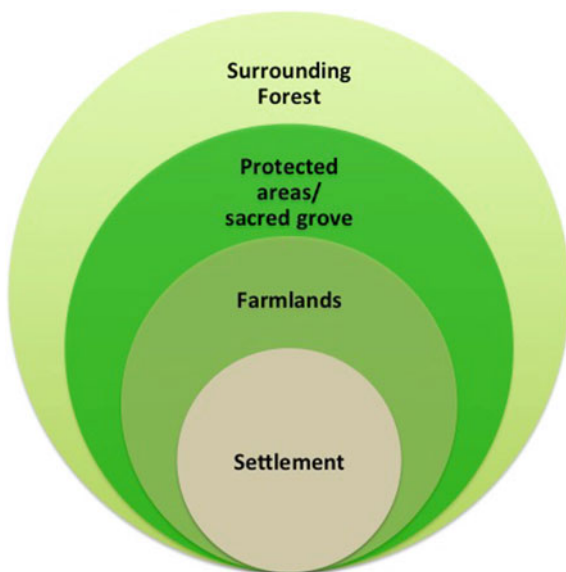 Surrounding
Forest
Protected
areas/
sacred grove
Farmlands
Settlement